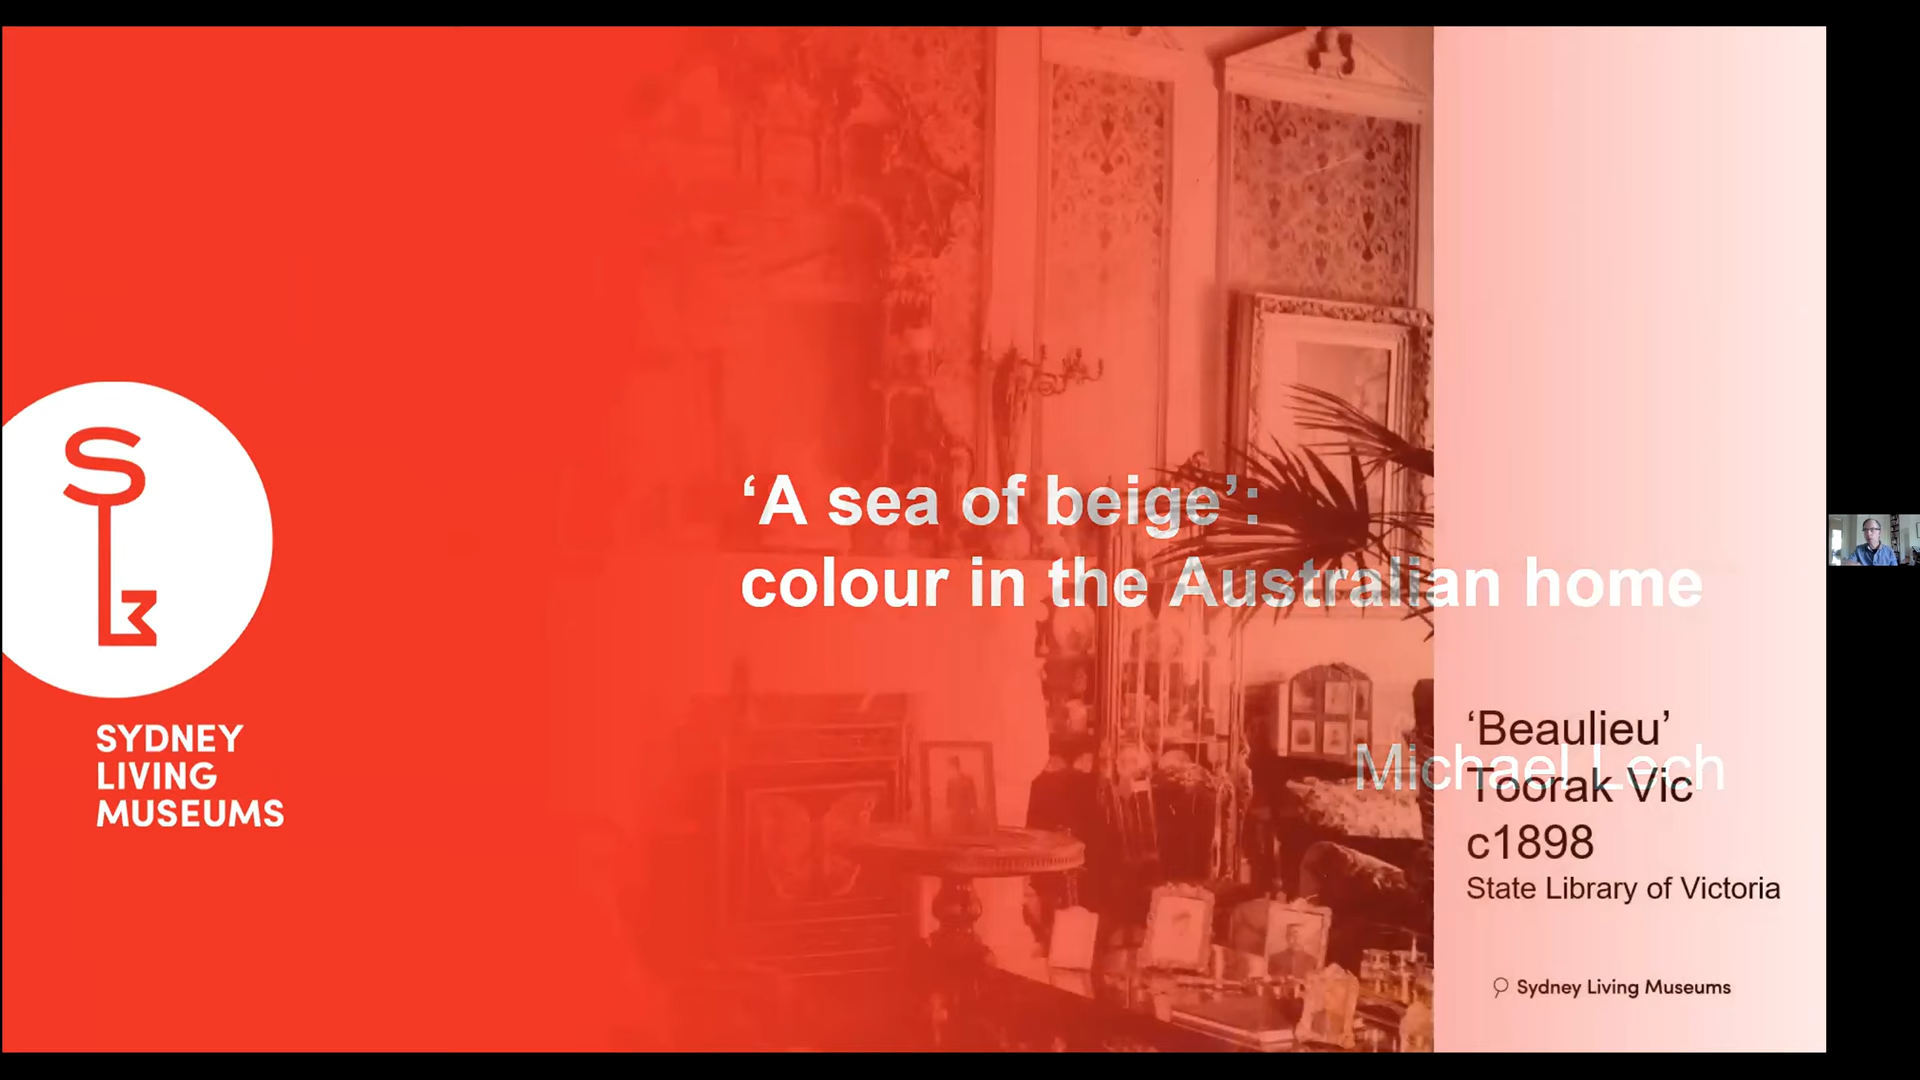 SYDNEY
LIVING
MUSEUMS
‘A sea of beige’:
colour in the Australian home
Michael Lech
‘Beaulieu’
Toorak Vic
c1898
State Library of Victoria
Sydney Living Museums